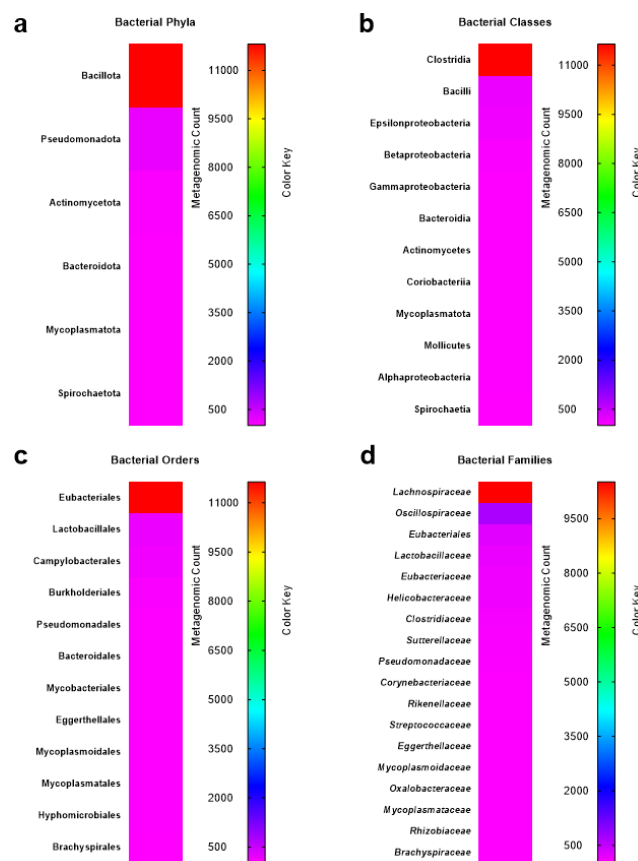 a
Bacterial Phyla
Bacillota
Pseudomonadota
Actinomycetota
Bacteroidota
Mycoplasmatota
Spirochaetota
Metagenomic Count
11000
9500
8000
6500
5000
3500
2000
500
Color Key
b
Bacterial Classes
Clostridia
Bacilli
Epsilonproteobacteria
Betaproteobacteria
Gammaproteobacteria
Bacteroidia
Actinomycetes
Coriobacteriia
Mycoplasmatota
Mollicutes
Alphaproteobacteria
Spirochaetia
Metagenomic Count
11000
9500
8000
6500
5000
3500
2000
500
Color Key
c
Bacterial Orders
Eubacteriales
Lactobacillales
Campylobacterales
Burkholderiales
Pseudomonadales
Bacteroidales
Mycobacteriales
Eggerthellales
Mycoplasmoidales
Mycoplasmatales
Hyphomicrobiales
Brachyspirales
Metagenomic Count
11000
9500
8000
6500
5000
3500
2000
500
Color Key
d
Bacterial Families
Lachnospiraceae
Oscillospiraceae
Eubacteriales
Lactobacillaceae
Eubacteriaceae
Helicobacteraceae
Clostridiaceae
Sutterellaceae
Pseudomonadaceae
Corynebacteriaceae
Rikenellaceae
Streptococcaceae
Eggerthellaceae
Mycoplasmoidaceae
Oxalobacteraceae
Mycoplasmataceae
Rhizobiaceae
Brachyspiraceae
Metagenomic Count
9500
8000
6500
5000
3500
2000
500
Color Key